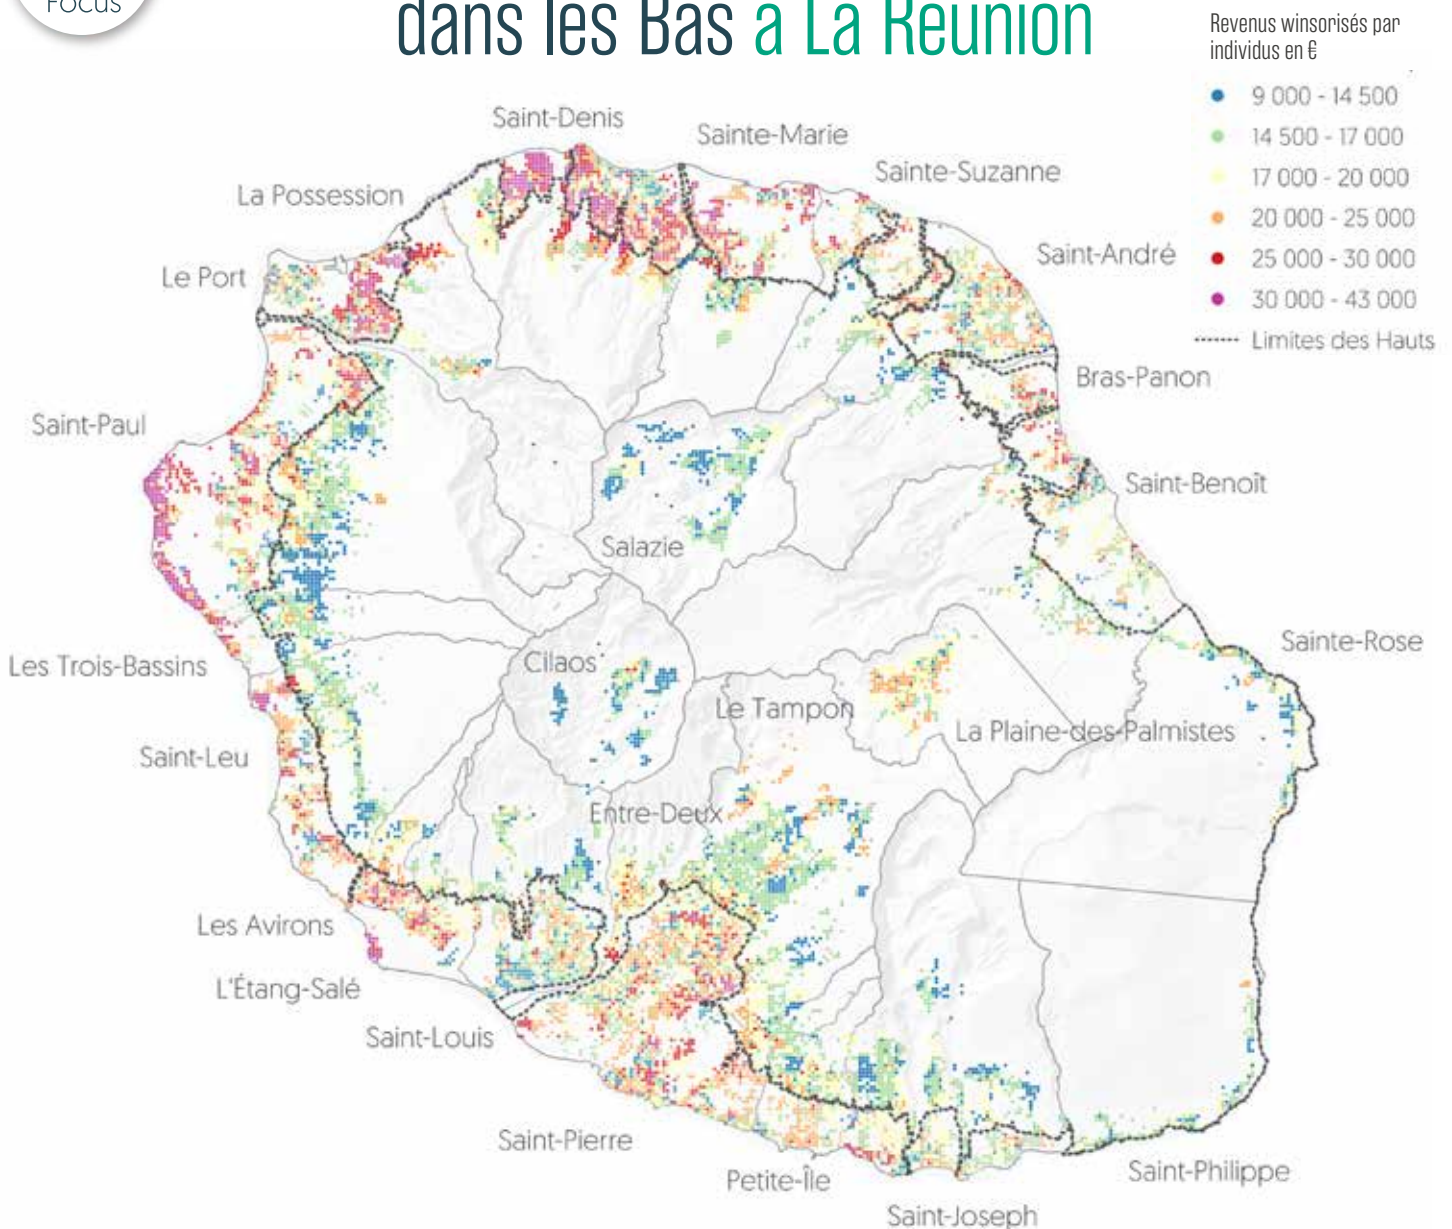 Focus
dans les Bas à La Réunion
Revenus winsorisés par
individus en €
9 000 - 14 500
14 500 - 17 000
17 000 - 20 000
20 000 - 25 000
25 000 - 30 000
30 000 - 43 000
Limites des Hauts
Saint-Denis
Sainte-Marie
Sainte-Suzanne
La Possession
Saint-André
Le Port
Bras-Panon
Saint-Paul
Saint-Benoît
Salazie
Sainte-Rose
Les Trois-Bassins
Cilaos
Le Tampon
La Plaine-des-Palmistes
Saint-Leu
Entre-Deux
Les Avirons
L'Étang-Salé
Saint-Louis
Saint-Pierre
Petite-Île
Saint-Philippe
Saint-Joseph